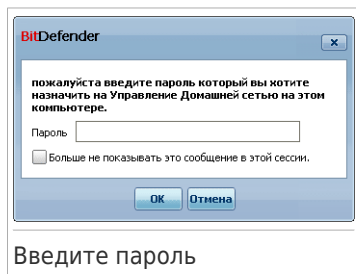 BitDefender
пожалуйста введите пароль который вы хотите
назначить на Управление Домашней сетью на этом
компьютере.
Пароль
Больше не показывать это сообщение в этой сессии.
OK Отмена
Введите пароль